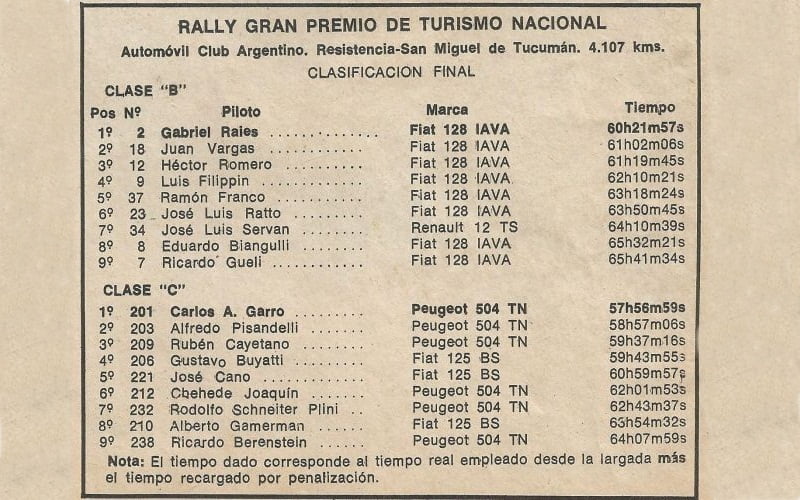 RALLY GRAN PREMIO DE TURISMO NACIONAL
Automóvil Club Argentino. Resistencia-San Miguel de Tucumán. 4.107 kms.
CLASIFICACION FINAL
CLASE "B"
Pos Nº Piloto Marca Tiempo
1º 2 Gabriel Raies .............. Fiat 128 IAVA 60h21m57s
2º 18 Juan Vargas ............ Fiat 128 IAVA 61h02m06s
3º 12 Héctor Romero .......... Fiat 128 IAVA 61h19m45s
4º 9 Luis Filippin ............ Fiat 128 IAVA 62h10m21s
5º 37 Ramón Franco .......... Fiat 128 IAVA 63h18m24s
6º 23 José Luis Ratto ......... Fiat 128 IAVA 63h50m45s
7º 34 José Luis Servan ........ Renault 12 TS 64h10m39s
8º 8 Eduardo Biangulli ........ Fiat 128 IAVA 65h32m21s
9º 7 Ricardo Gueli ........... Fiat 128 IAVA 65h41m34s
CLASE "C"
1º 201 Carlos A. Garro ......... Peugeot 504 TN 57h56m59s
2º 203 Alfredo Pisandelli ....... Peugeot 504 TN 58h57m06s
3º 209 Rubén Cayetano ........ Peugeot 504 TN 59h37m16s
4º 206 Gustavo Buyatti ......... Fiat 125 BS 59h43m55s
5º 221 José Cano ............ Fiat 125 BS 60h59m57s
6º 212 Cbehede Joaquín ....... Peugeot 504 TN 62h01m53s
7º 232 Rodolfo Schneiter Plini .. Peugeot 504 TN 62h43m37s
8º 210 Alberto Gamerman ...... Fiat 125 BS 63h54m32s
9º 238 Ricardo Berenstein ...... Peugeot 504 TN 64h07m59s
Nota: El tiempo dado corresponde al tiempo real empleado desde la largada más
el tiempo recargado por penalización.